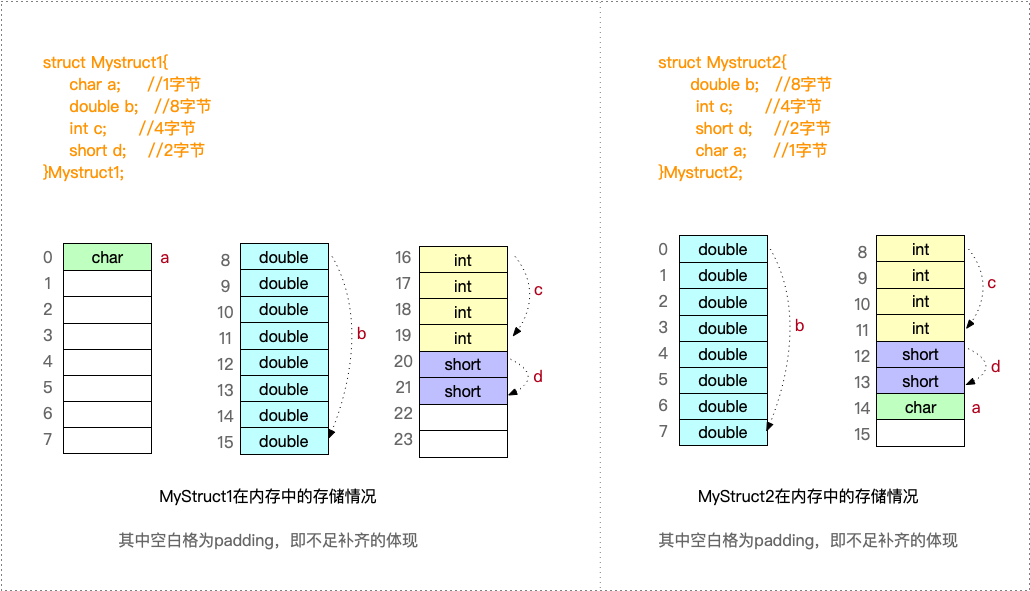 struct Mystruct1{
char a; //1字节
double b; //8字节
int c; //4字节
short d; //2字节
}Mystruct1;
0 char a
1
2
3
4
5
6
7
8 double
9 double
10 double
11 double b
12 double
13 double
14 double
15 double
16 int
17 int c
18 int
19 int
20 short d
21 short
22
23
MyStruct1在内存中的存储情况
其中空白格为padding，即不足补齐的体现
struct Mystruct2{
double b; //8字节
int c; //4字节
short d; //2字节
char a; //1字节
}Mystruct2;
0 double
1 double
2 double
3 double b
4 double
5 double
6 double
7 double
8 int
9 int c
10 int
11 int
12 short d
13 short
14 char a
15
MyStruct2在内存中的存储情况
其中空白格为padding，即不足补齐的体现